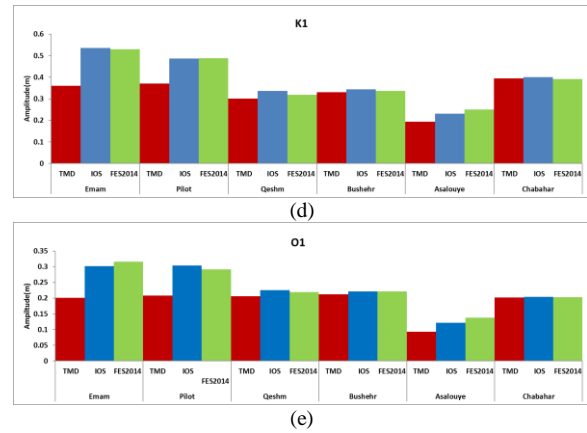 K1
Amplitude(m)
0.6
0.5
0.4
0.3
0.2
0.1
0
TMD IOS FES2014 TMD IOS FES2014 TMD IOS FES2014 TMD IOS FES2014 TMD IOS FES2014 TMD IOS FES2014
Emam Pilot Qeshm Bushehr Asalouye Chabahar
(d)
O1
Amplitude(m)
0.35
0.3
0.25
0.2
0.15
0.1
0.05
0
TMD IOS FES2014 TMD IOS FES2014 TMD IOS FES2014 TMD IOS FES2014 TMD IOS FES2014 TMD IOS FES2014
Emam Pilot Qeshm Bushehr Asalouye Chabahar
(e)